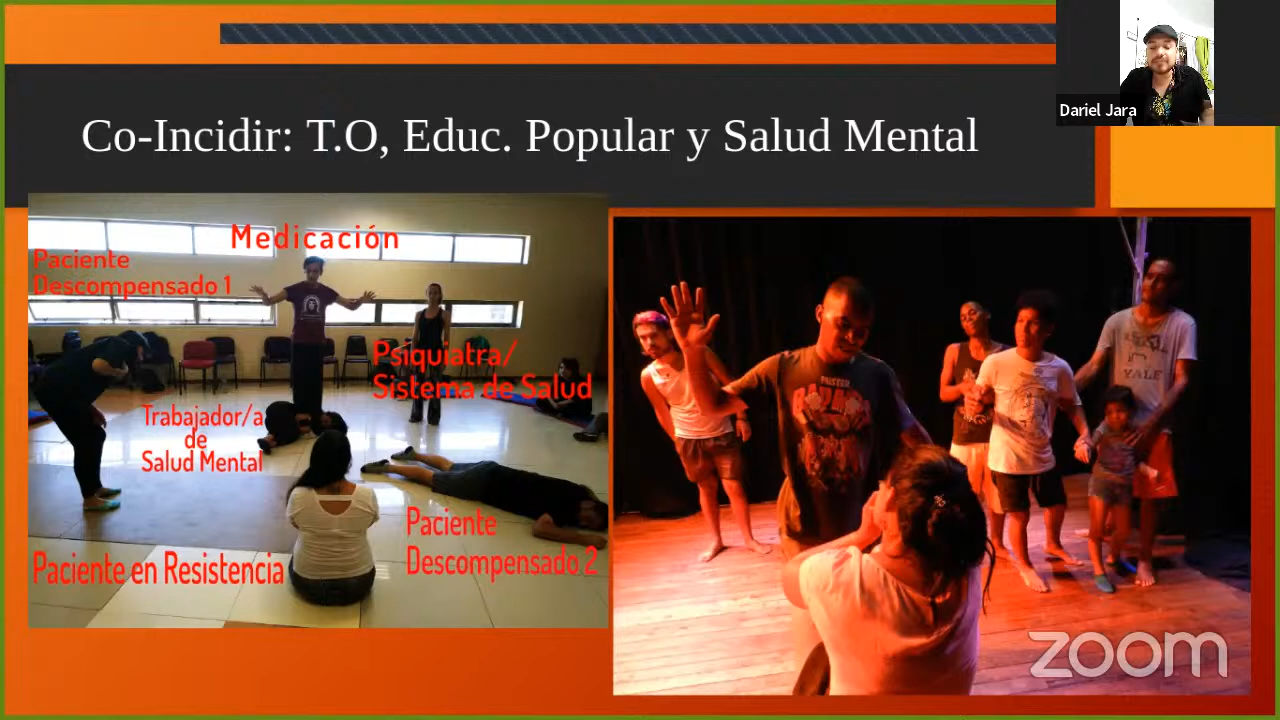 Dariel Jara
Co-Incidir: T.O, Educ. Popular y Salud Mental
Medicación
Paciente
Descompensado 1
Psiquiatra/
Sistema de Salud
Trabajador/a
de
Salud Mental
Paciente
Descompensado 2
Paciente en Resistencia
YALE
zoom